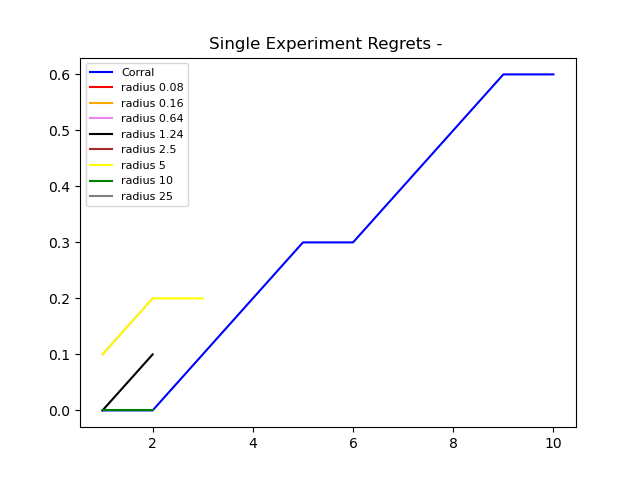 Single Experiment Regrets -
0.6
0.5
0.4
0.3
0.2
0.1
0.0
Corral
radius 0.08
radius 0.16
radius 0.64
radius 1.24
radius 2.5
radius 5
radius 10
radius 25
2 4 6 8 10